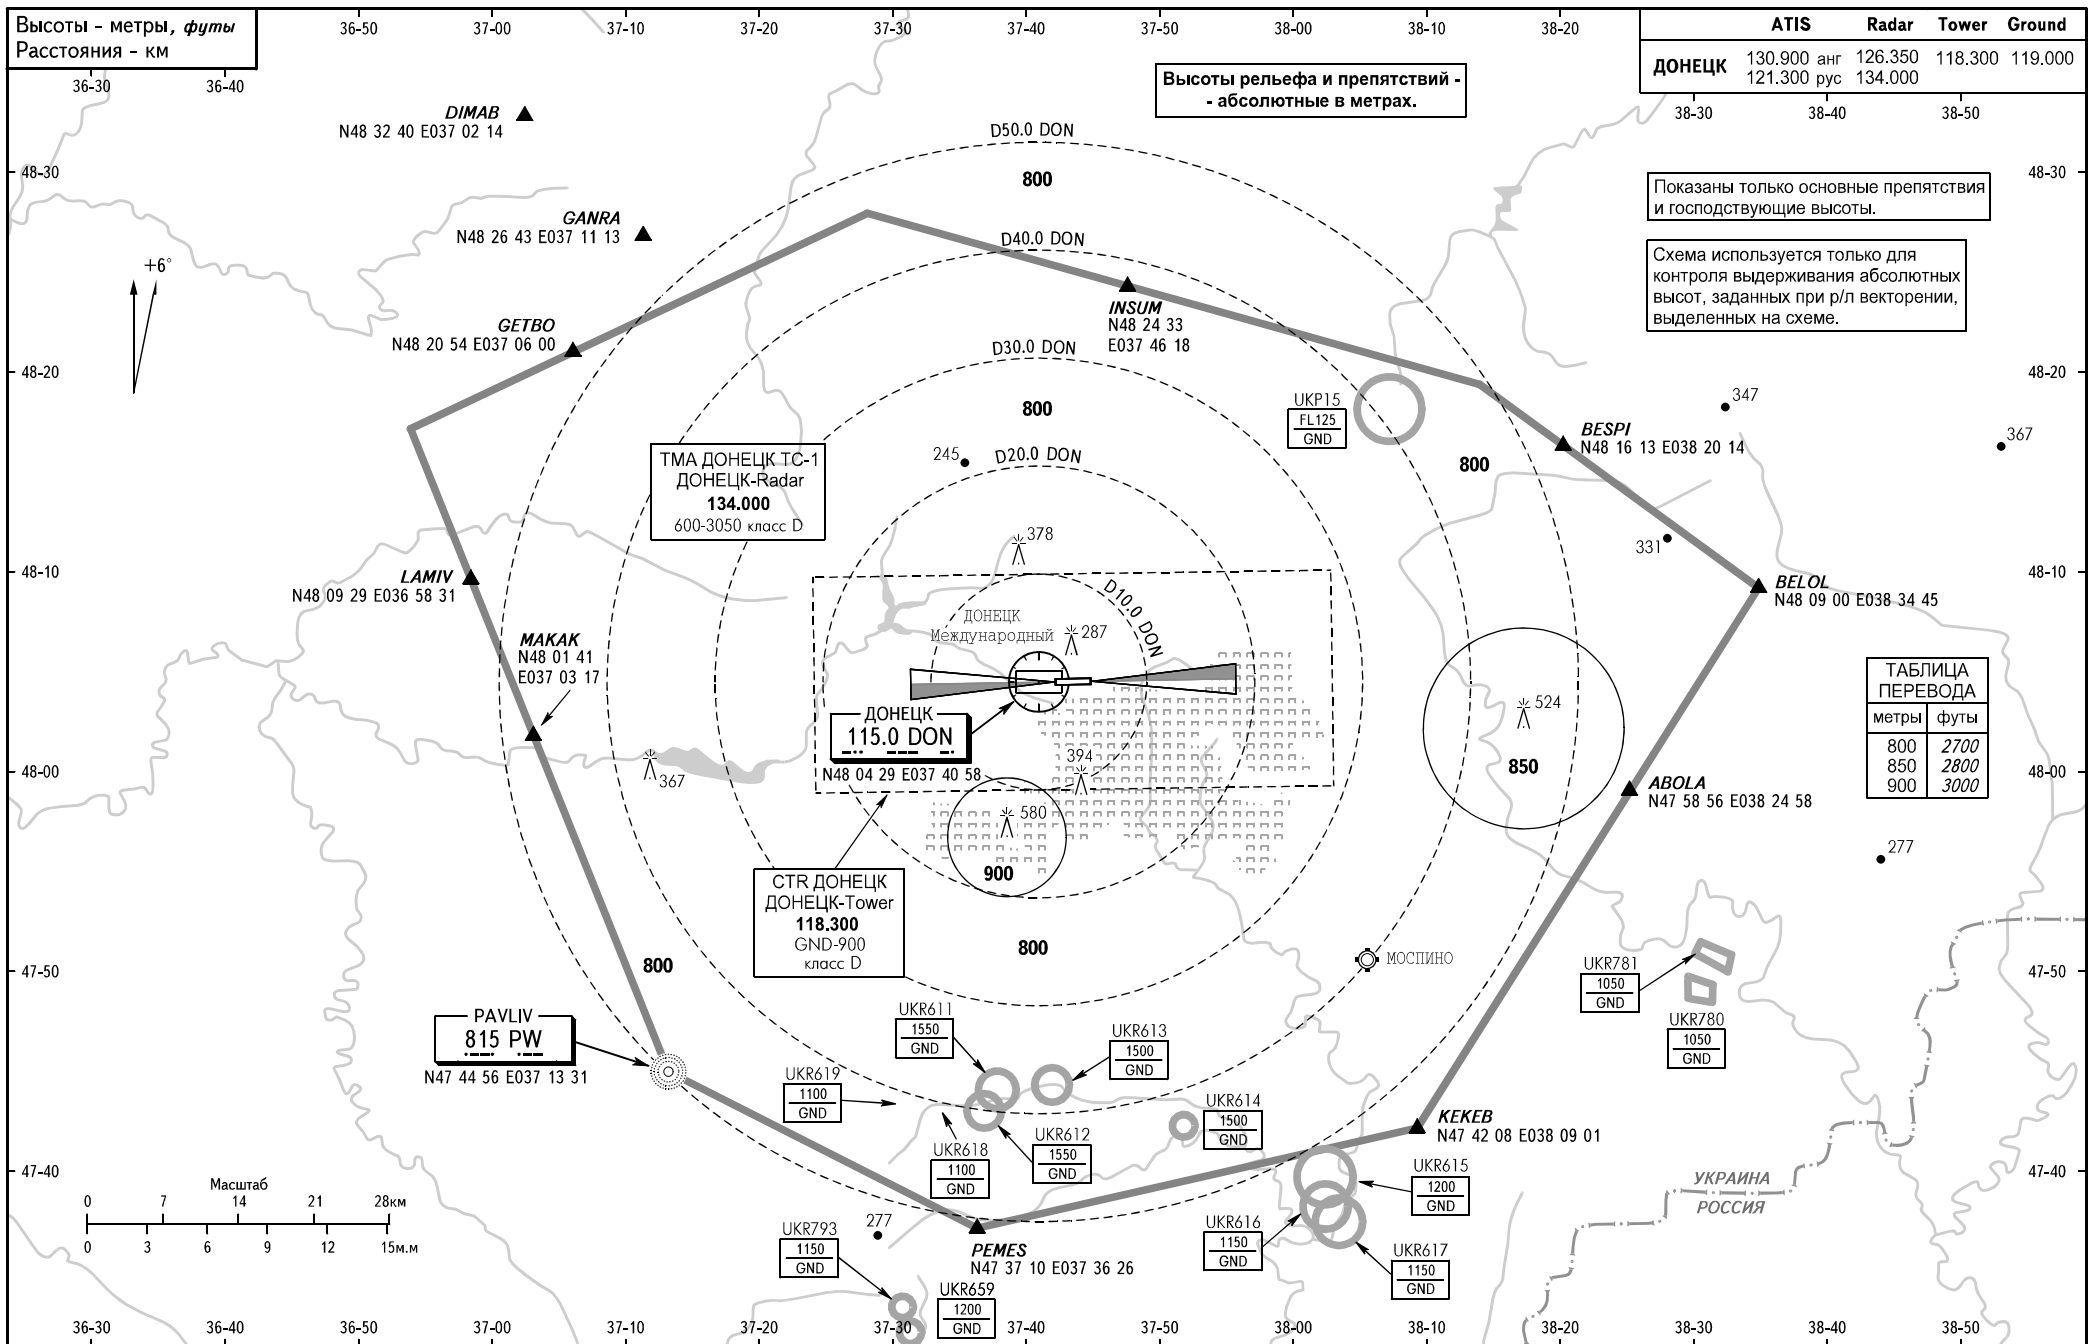 Высоты - метры, футы
Расстояния - км
36-50
37-00
37-10
37-20
37-30
37-40
37-50
38-00
38-10
38-20
36-30
36-40
ATIS Radar Tower Ground
ДОНЕЦК 130.900 анг 126.350 118.300 119.000
121.300 рус 134.000
38-30
38-40
38-50
Высоты рельефа и препятствий -
- абсолютные в метрах.
DIMAB
N48 32 40 E037 02 14
D50.0 DON
48-30
800
48-30
Показаны только основные препятствия
и господствующие высоты.
GANRA
N48 26 43 E037 11 13
D40.0 DON
+6°
Схема используется только для
контроля выдерживания абсолютных
высот, заданных при р/л векторении,
выделенных на схеме.
INSUM
N48 24 33
E037 46 18
GETBO
N48 20 54 E037 06 00
D30.0 DON
48-20
48-20
800
UKP15
FL125
GND
347
367
BESPI
N48 16 13 E038 20 14
800
ТМА ДОНЕЦК ТС-1
ДОНЕЦК-Radar
134.000
600-3050 класс D
245
D20.0 DON
378
331
48-10
48-10
LAMIV
N48 09 29 E036 58 31
D10.0 DON
BELOL
N48 09 00 E038 34 45
ДОНЕЦК
Международный
287
MAKAK
N48 01 41
E037 03 17
ТАБЛИЦА
ПЕРЕВОДА
метры футы
800 2700
850 2800
900 3000
ДОНЕЦК
115.0 DON
N48 04 29 E037 40 58
524
850
394
367
48-00
48-00
ABOLA
N47 58 56 E038 24 58
580
900
277
CTR ДОНЕЦК
ДОНЕЦК-Tower
118.300
GND-900
класс D
800
800
МОСПИНО
47-50
47-50
UKR781
1050
GND
UKR780
1050
GND
PAVLIV
815 PW
N47 44 56 E037 13 31
UKR611
1550
GND
UKR613
1500
GND
UKR619
1100
GND
UKR614
1500
GND
UKR612
1550
GND
UKR618
1100
GND
KEKEB
N47 42 08 E038 09 01
47-40
47-40
UKR615
1200
GND
УКРАИНА
РОССИЯ
Масштаб
0 7 14 21 28км
0 3 6 9 12 15м.м
UKR616
1150
GND
UKR617
1150
GND
277
UKR793
1150
GND
PEMES
N47 37 10 E037 36 26
UKR659
1200
GND
36-30
36-40
36-50
37-00
37-10
37-20
37-30
37-40
37-50
38-00
38-10
38-20
38-30
38-40
38-50